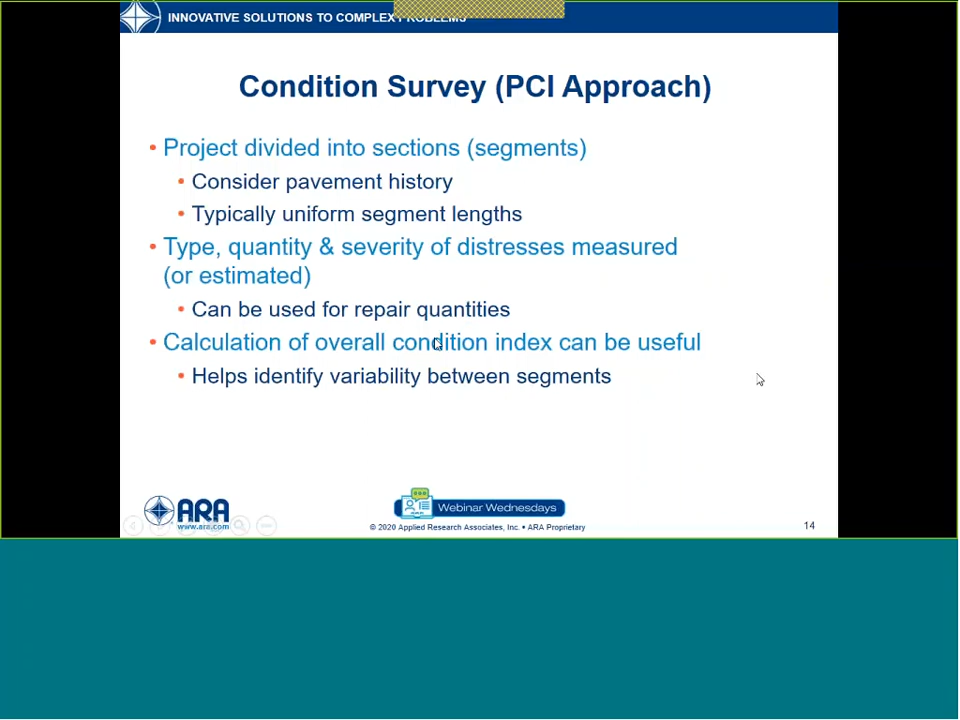 INNOVATIVE SOLUTIONS TO COMPLEX PROBLEMS
Condition Survey (PCI Approach)
• Project divided into sections (segments)
• Consider pavement history
• Typically uniform segment lengths
• Type, quantity & severity of distresses measured
(or estimated)
• Can be used for repair quantities
• Calculation of overall condition index can be useful
• Helps identify variability between segments
ARA
www.ara.com
Webinar Wednesdays
© 2020 Applied Research Associates, Inc. • ARA Proprietary
14